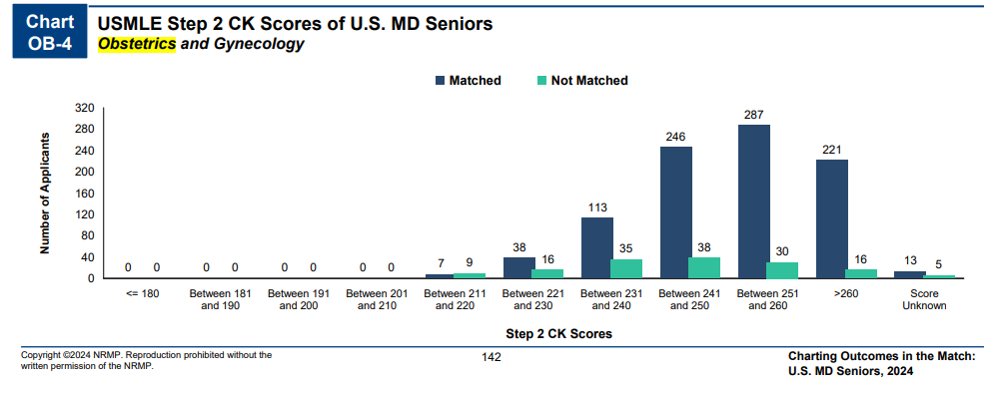 Chart
OB-4
USMLE Step 2 CK Scores of U.S. MD Seniors
Obstetrics and Gynecology
Matched Not Matched
Number of Applicants
320
280
240
200
160
120
80
40
0
0 0 0 0 0 0 0 0 7 9 38 16 113 35 246 38 287 30 221 16 13 5
<= 180
Between 181
and 190
Between 191
and 200
Between 201
and 210
Between 211
and 220
Between 221
and 230
Between 231
and 240
Between 241
and 250
Between 251
and 260
>260
Score
Unknown
Step 2 CK Scores
Copyright ©2024 NRMP. Reproduction prohibited without the
written permission of the NRMP.
142
Charting Outcomes in the Match:
U.S. MD Seniors, 2024